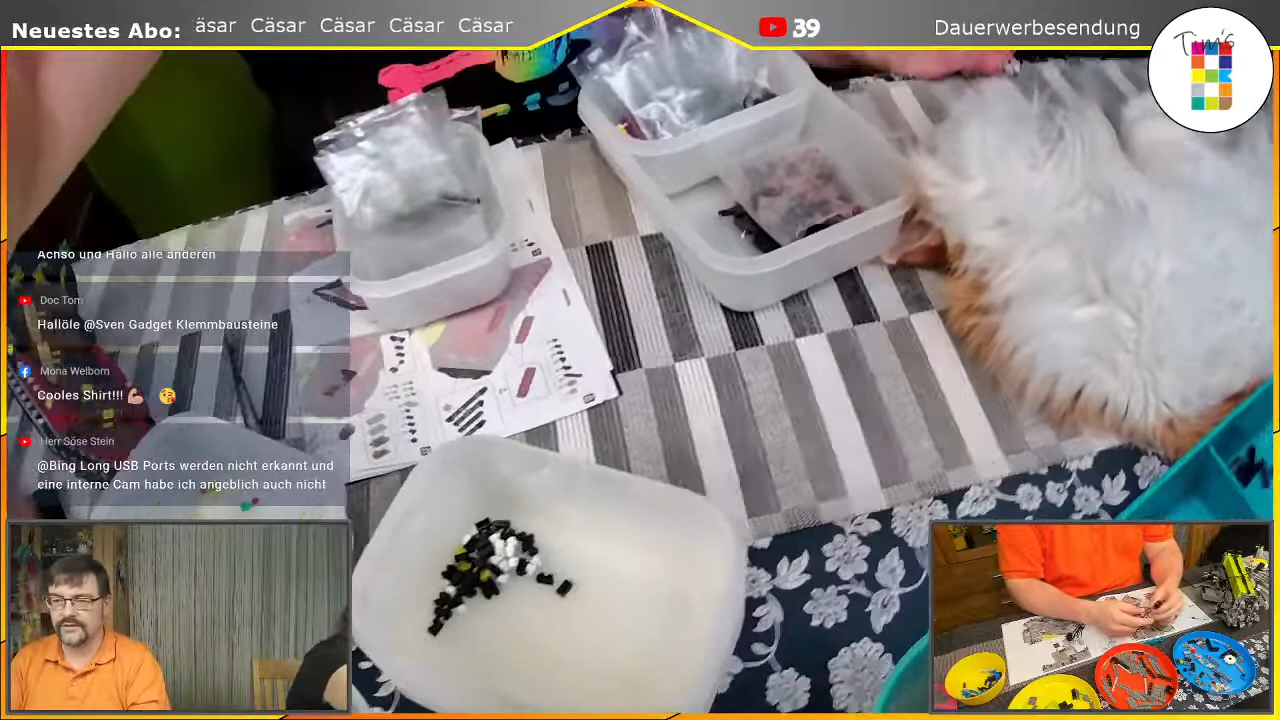 Neuestes Abo: äsar Cäsar Cäsar Cäsar Cäsar
39
Dauerwerbesendung
Tim's
Achso und Hallo alle anderen
Doc Tom
Hallöle @Sven Gadget Klemmbausteine
Mona Welborn
Cooles Shirt!!! 💪🏻 😘
Herr Söse Stein
@Bing Long USB Ports werden nicht erkannt und
eine interne Cam habe ich angeblich auch nicht